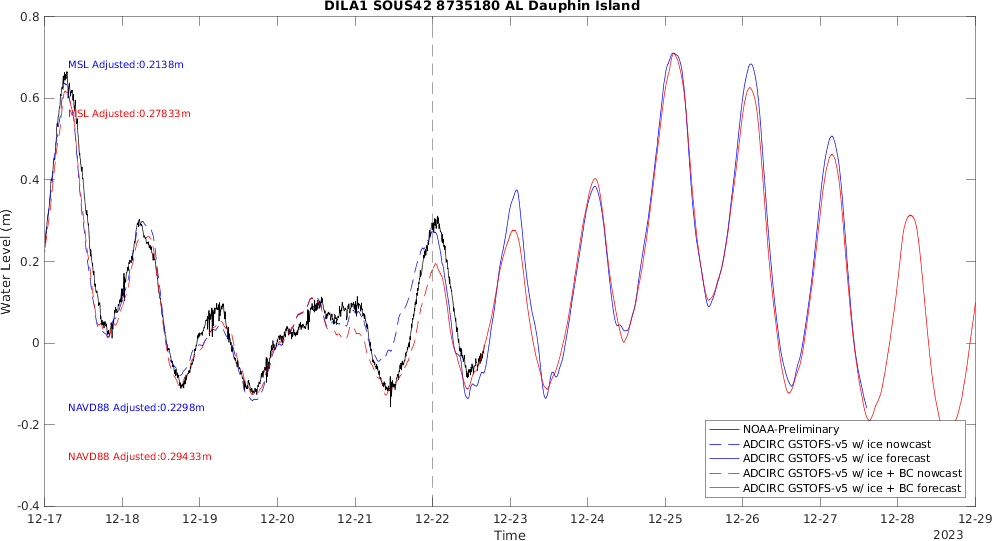 DILA1 SOUS42 8735180 AL Dauphin Island
0.8
0.6
0.4
0.2
0
-0.2
-0.4
Water Level (m)
MSL Adjusted:0.2138m
MSL Adjusted:0.27833m
NAVD88 Adjusted:0.2298m
NAVD88 Adjusted:0.29433m
NOAA-Preliminary
ADCIRC GSTOFS-v5 w/ ice nowcast
ADCIRC GSTOFS-v5 w/ ice forecast
ADCIRC GSTOFS-v5 w/ ice + BC nowcast
ADCIRC GSTOFS-v5 w/ ice + BC forecast
12-17 12-18 12-19 12-20 12-21 12-22 12-23 12-24 12-25 12-26 12-27 12-28 12-29
Time
2023